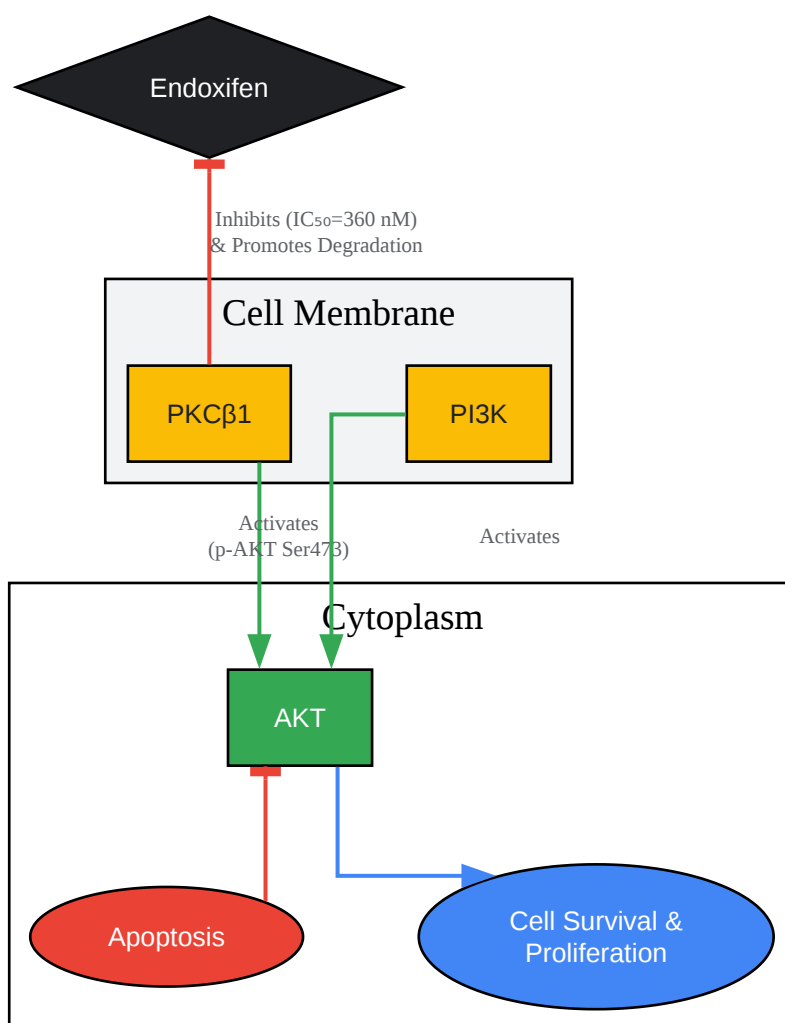 Endoxifen
Inhibits (IC₅₀=360 nM)
& Promotes Degradation
Cell Membrane
PKCβ1
PI3K
Activates
(p-AKT Ser473)
Activates
Cytoplasm
AKT
Apoptosis
Cell Survival &
Proliferation